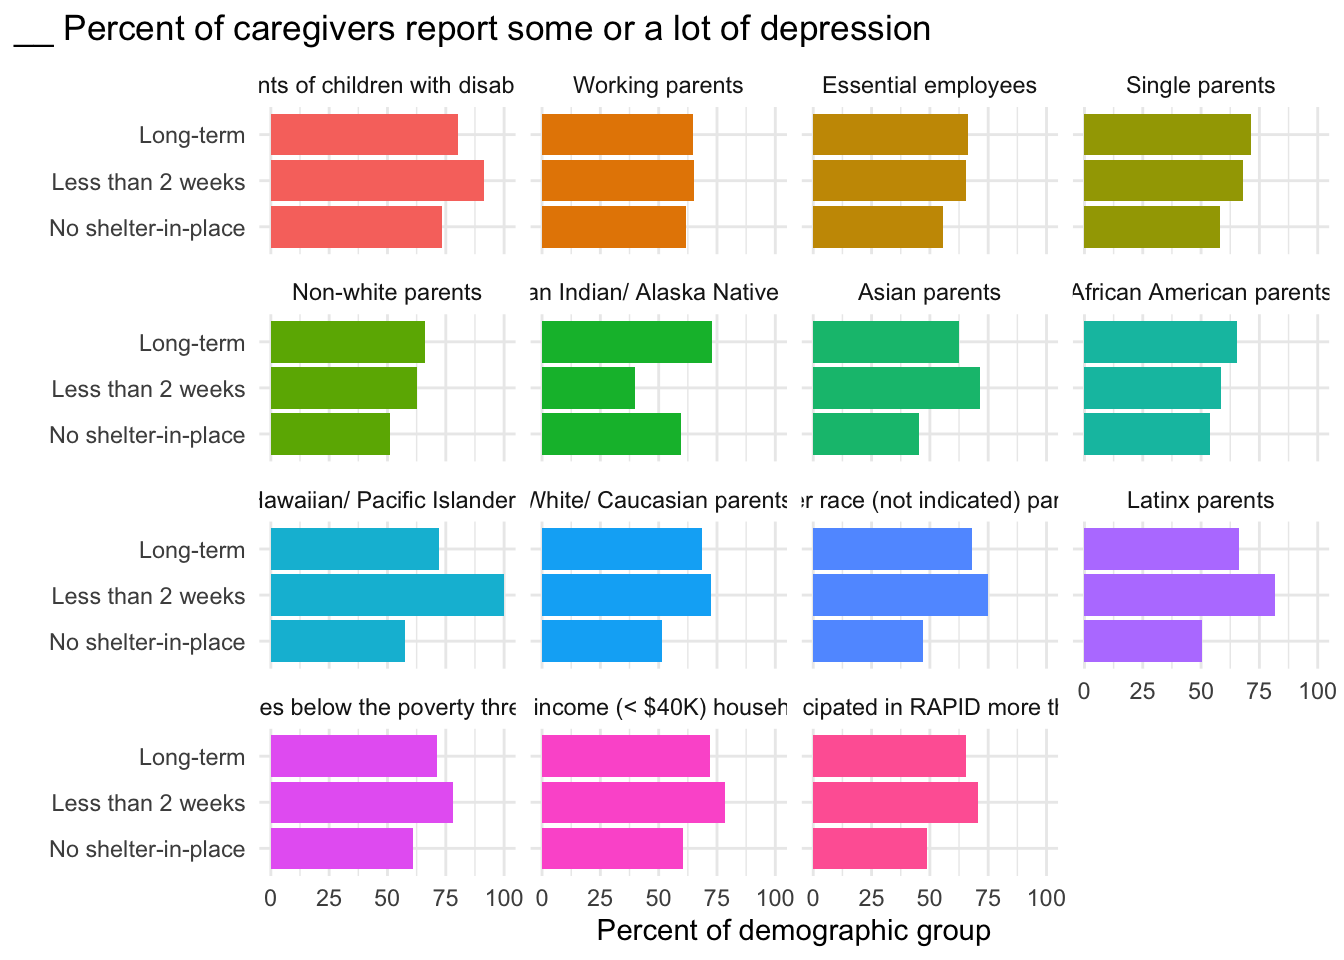 __ Percent of caregivers report some or a lot of depression
nts of children with disab
Working parents
Essential employees
Single parents
Long-term
Less than 2 weeks
No shelter-in-place
Non-white parents
an Indian/ Alaska Native
Asian parents
African American parents
Long-term
Less than 2 weeks
No shelter-in-place
Hawaiian/ Pacific Islander
White/ Caucasian parents
er race (not indicated) par
Latinx parents
Long-term
Less than 2 weeks
No shelter-in-place
0 25 50 75 100
es below the poverty thre
income (< $40K) househ
cipated in RAPID more th
Long-term
Less than 2 weeks
No shelter-in-place
0 25 50 75 100
0 25 50 75 100
0 25 50 75 100
Percent of demographic group